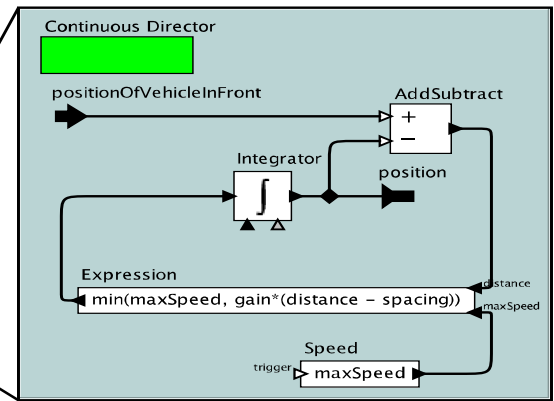 Continuous Director
positionOfVehicleInFront
AddSubtract
+
−
Integrator
position
∫
Expression
distance
min(maxSpeed, gain*(distance − spacing))
maxSpeed
Speed
trigger
maxSpeed